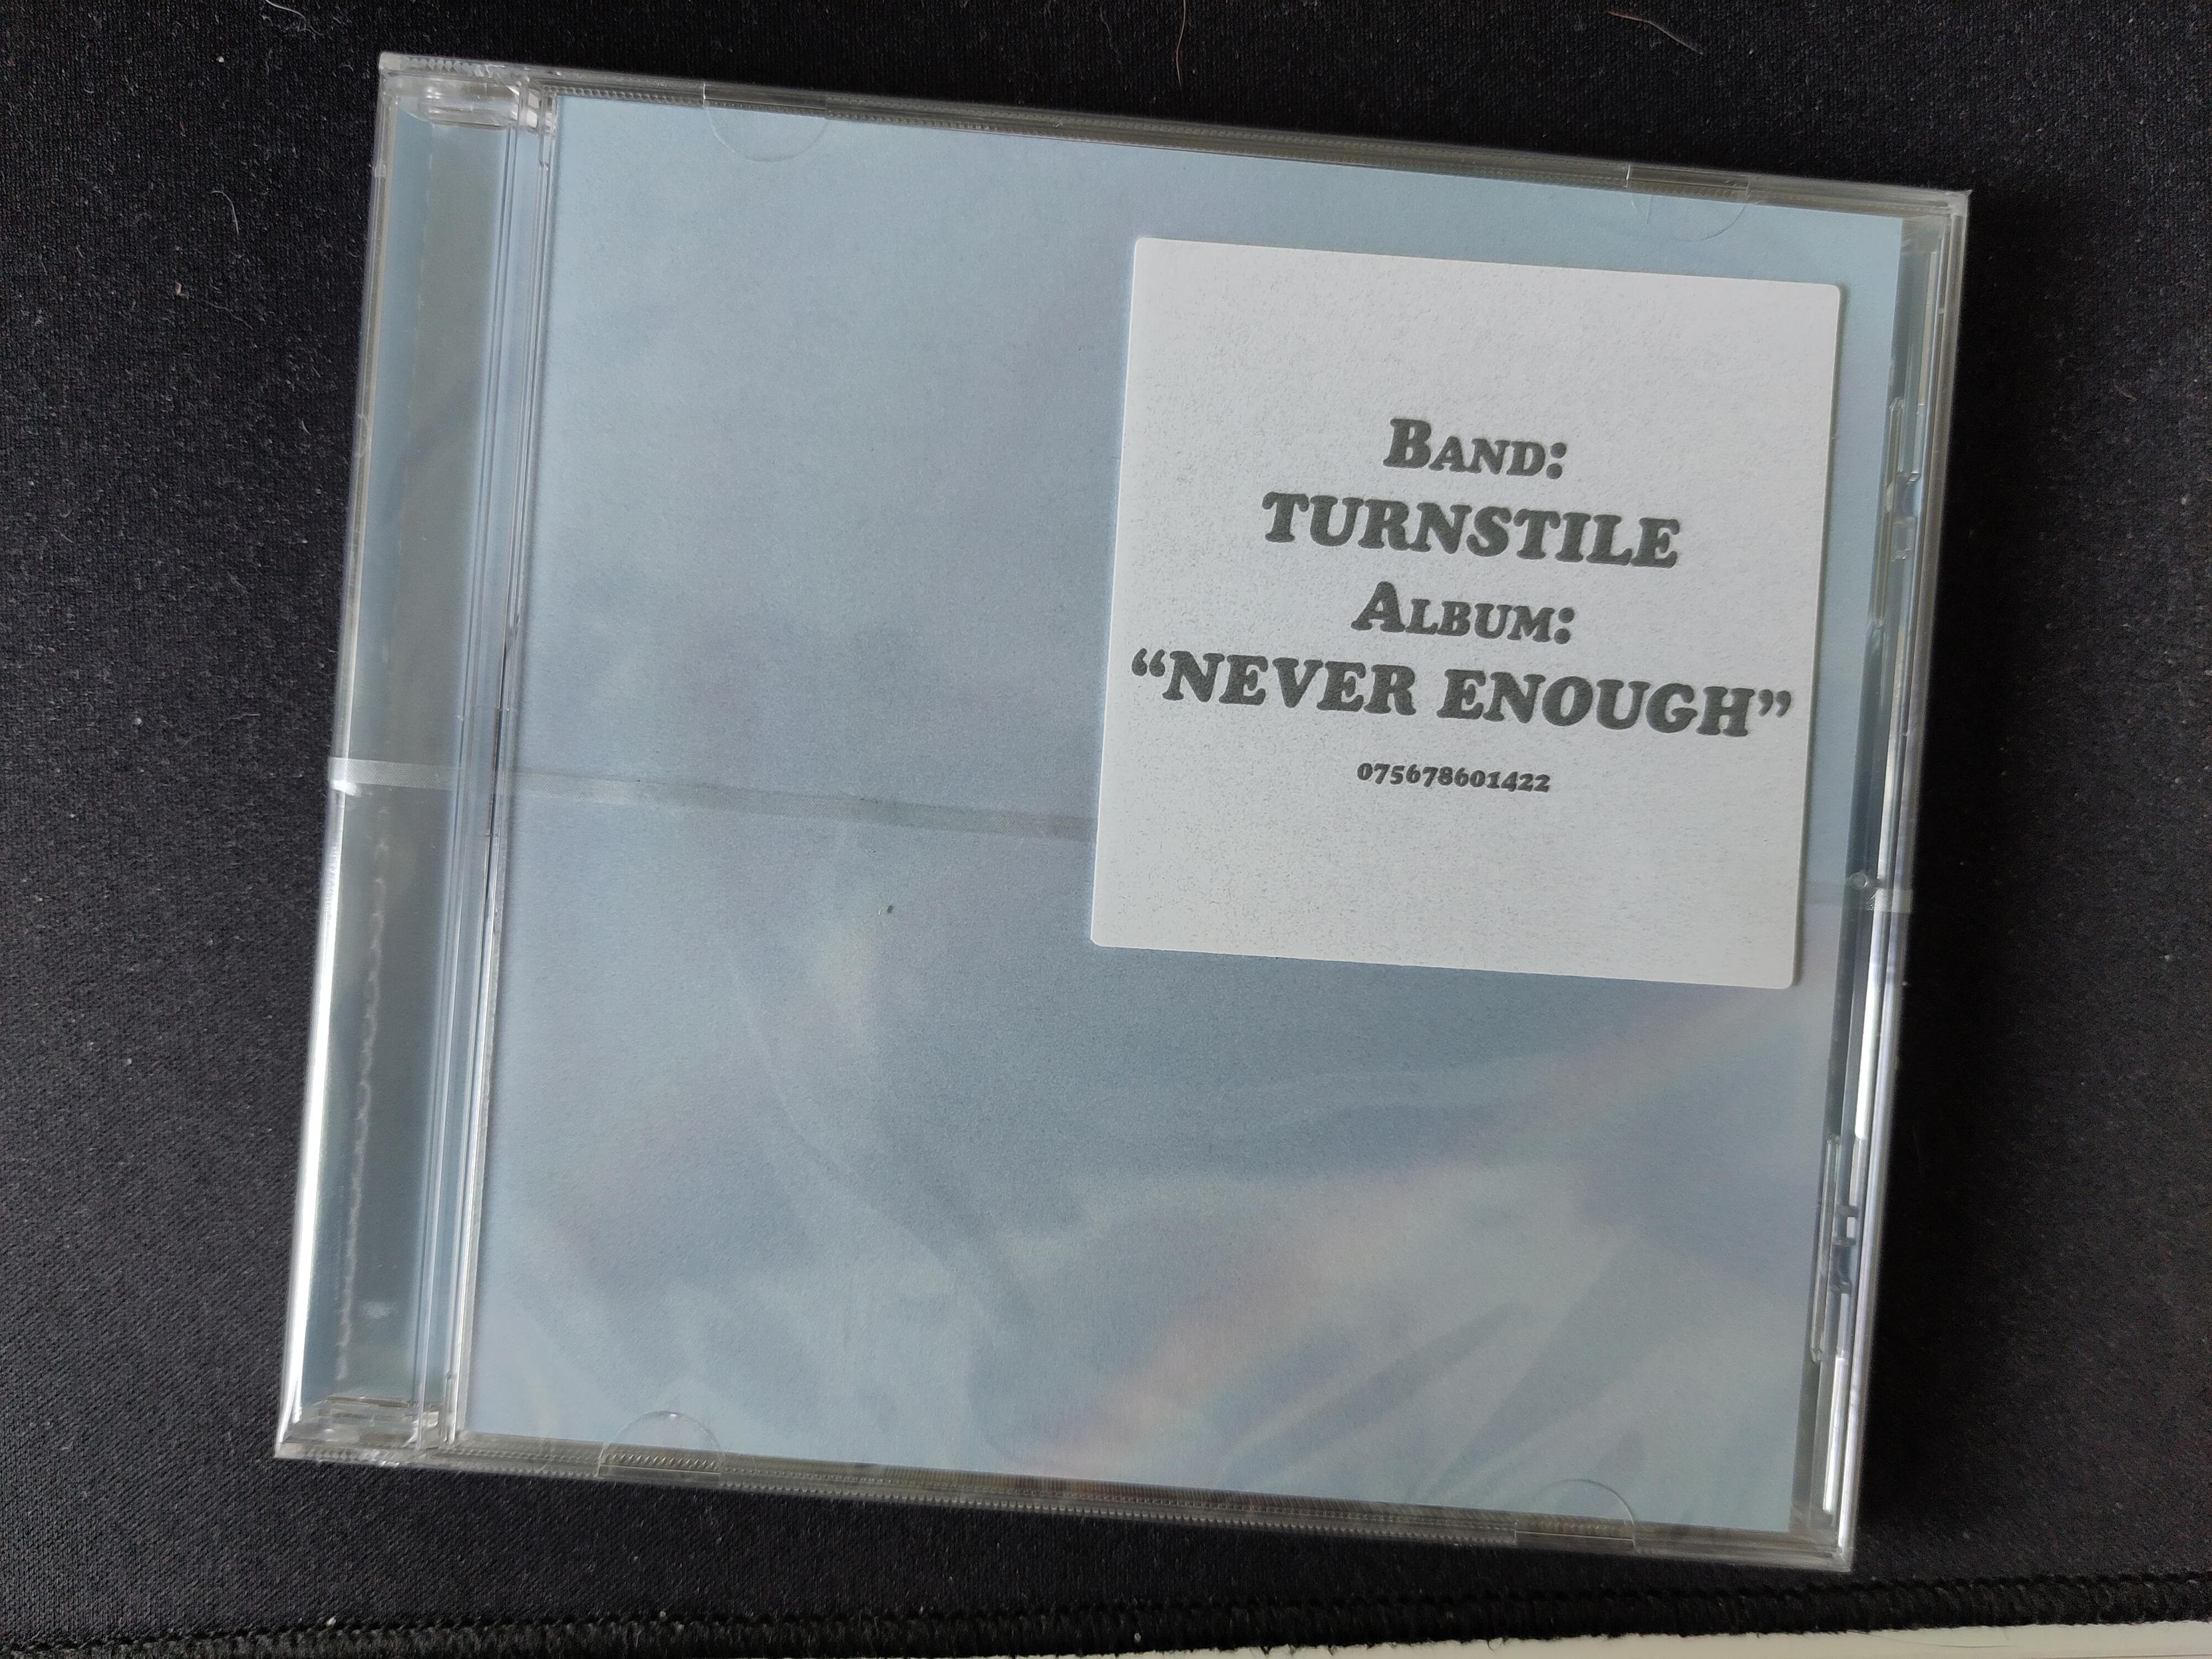 BAND:
TURNSTILE
ALBUM:
“NEVER ENOUGH”
075678601422